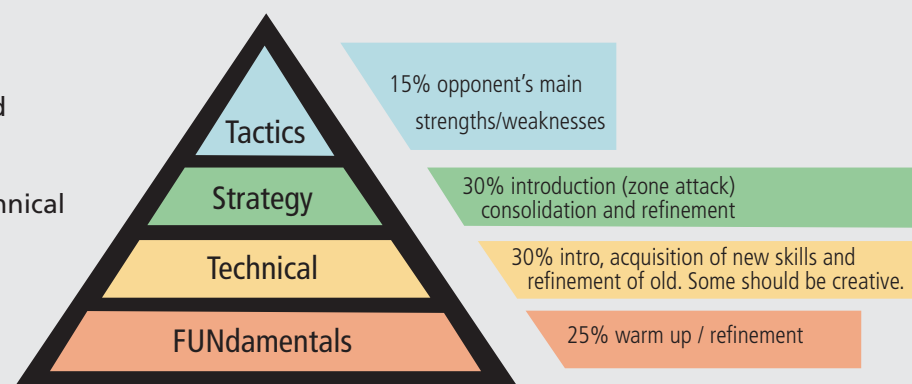 15% opponent's main
strengths/weaknesses
Tactics
30% introduction (zone attack)
consolidation and refinement
Strategy
30% intro, acquisition of new skills and
refinement of old. Some should be creative.
Technical
25% warm up / refinement
FUNdamentals